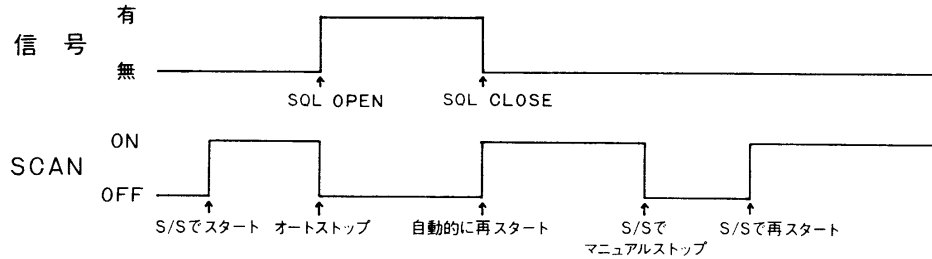 有
信 号
無
SQL OPEN SQL CLOSE
ON
SCAN
OFF
S/Sでスタート オートストップ 自動的に再スタート S/Sで S/Sで再スタート
マニュアルストップ